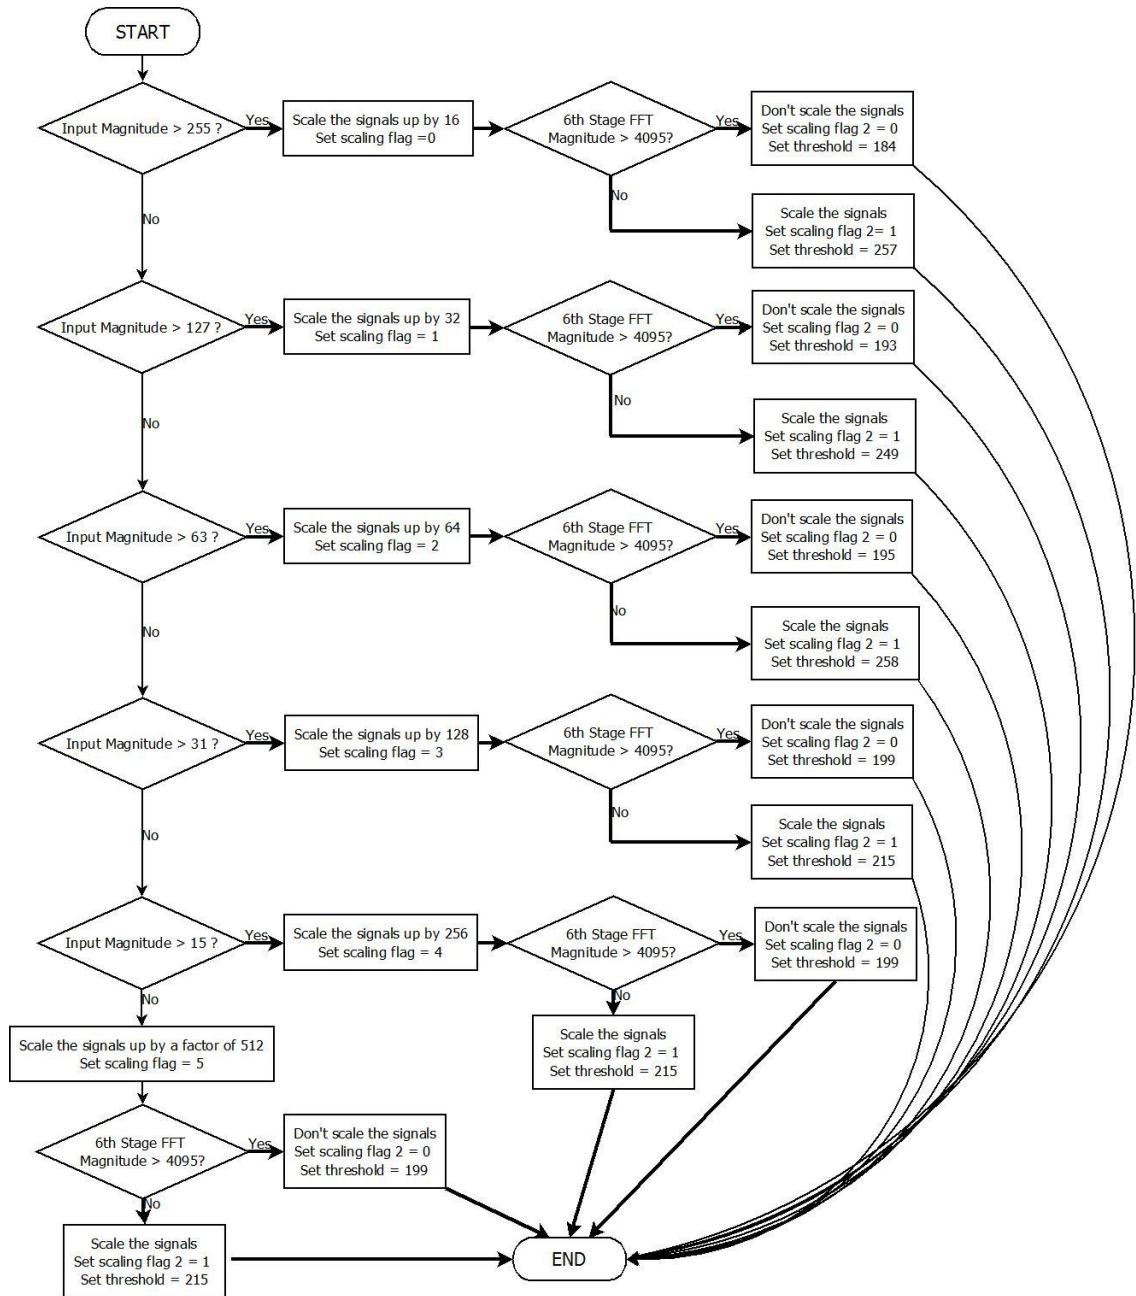 START
Input Magnitude > 255 ?
Yes
Scale the signals up by 16
Set scaling flag =0
6th Stage FFT
Magnitude > 4095?
Yes
Don't scale the signals
Set scaling flag 2 = 0
Set threshold = 184
No
No
Scale the signals
Set scaling flag 2= 1
Set threshold = 257
Input Magnitude > 127 ?
Yes
Scale the signals up by 32
Set scaling flag = 1
6th Stage FFT
Magnitude > 4095?
Yes
Don't scale the signals
Set scaling flag 2 = 0
Set threshold = 193
No
No
Scale the signals
Set scaling flag 2 = 1
Set threshold = 249
Input Magnitude > 63 ?
Yes
Scale the signals up by 64
Set scaling flag = 2
6th Stage FFT
Magnitude > 4095?
Yes
Don't scale the signals
Set scaling flag 2 = 0
Set threshold = 195
No
No
Scale the signals
Set scaling flag 2 = 1
Set threshold = 258
Input Magnitude > 31 ?
Yes
Scale the signals up by 128
Set scaling flag = 3
6th Stage FFT
Magnitude > 4095?
Yes
Don't scale the signals
Set scaling flag 2 = 0
Set threshold = 199
No
No
Scale the signals
Set scaling flag 2 = 1
Set threshold = 215
Input Magnitude > 15 ?
Yes
Scale the signals up by 256
Set scaling flag = 4
6th Stage FFT
Magnitude > 4095?
Yes
Don't scale the signals
Set scaling flag 2 = 0
Set threshold = 199
No
No
Scale the signals up by a factor of 512
Set scaling flag = 5
Scale the signals
Set scaling flag 2 = 1
Set threshold = 215
6th Stage FFT
Magnitude > 4095?
Yes
Don't scale the signals
Set scaling flag 2 = 0
Set threshold = 199
No
Scale the signals
Set scaling flag 2 = 1
Set threshold = 215
END